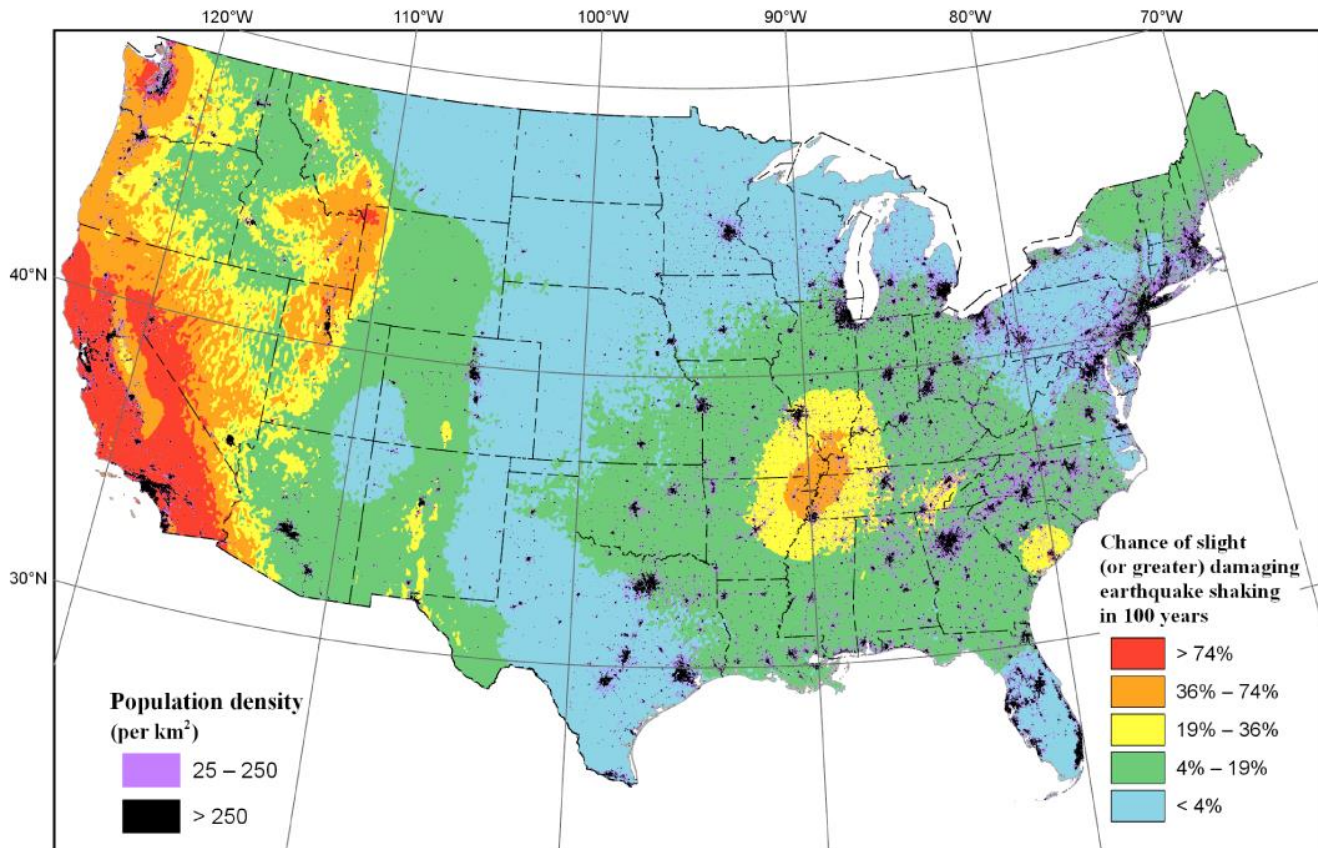 120°W 110°W 100°W 90°W 80°W 70°W
40°N
30°N
Population density
(per km²)
25 – 250
> 250
Chance of slight
(or greater) damaging
earthquake shaking
in 100 years
> 74%
36% – 74%
19% – 36%
4% – 19%
< 4%